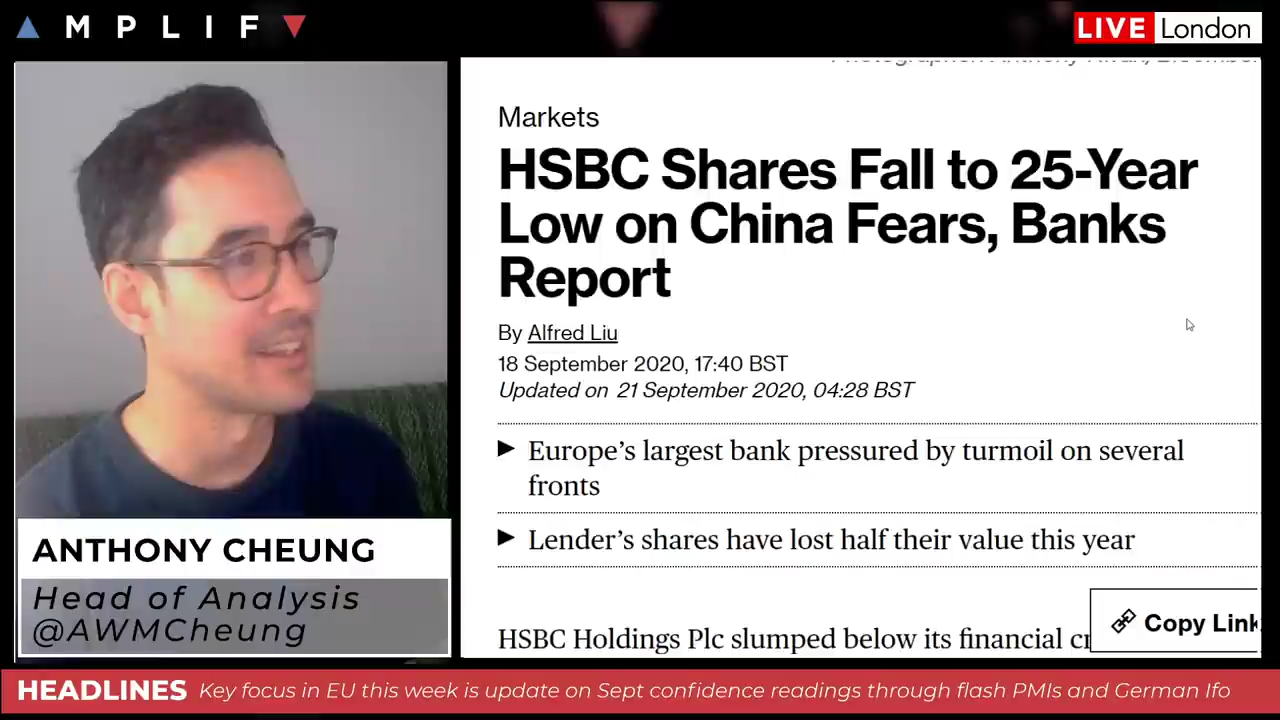 MPLIF
LIVE London
Markets
HSBC Shares Fall to 25-Year
Low on China Fears, Banks
Report
By Alfred Liu
18 September 2020, 17:40 BST
Updated on 21 September 2020, 04:28 BST
Europe's largest bank pressured by turmoil on several
fronts
Lender's shares have lost half their value this year
Copy Link
HSBC Holdings Plc slumped below its financial
ANTHONY CHEUNG
Head of Analysis
@AWMCheung
HEADLINES Key focus in EU this week is update on Sept confidence readings through flash PMIs and German Ifo